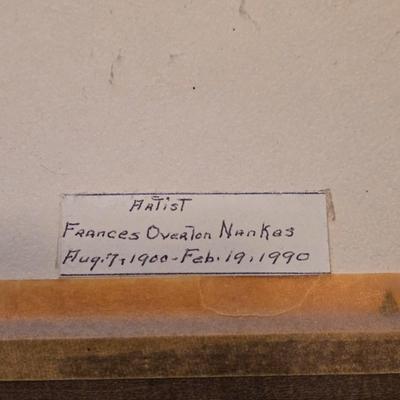 Artist
Frances Overton Nankas
Aug. 7, 1900 - Feb. 19, 1990